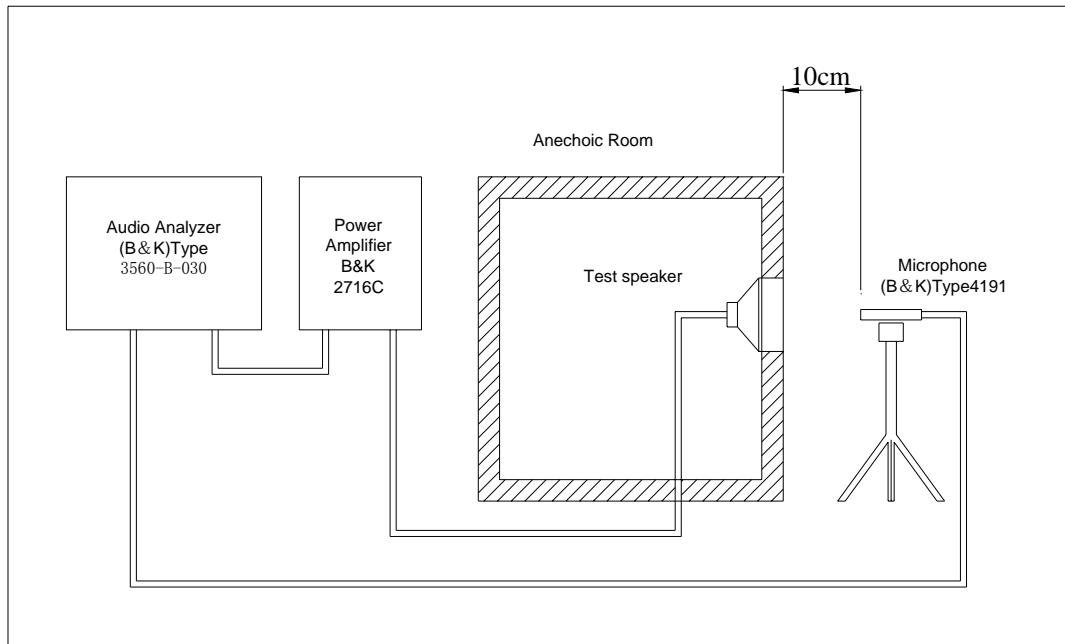 10cm
Anechoic Room
Audio Analyzer
(B&K)Type
3560-B-030
Power
Amplifier
B&K
2716C
Test speaker
Microphone
(B&K)Type4191